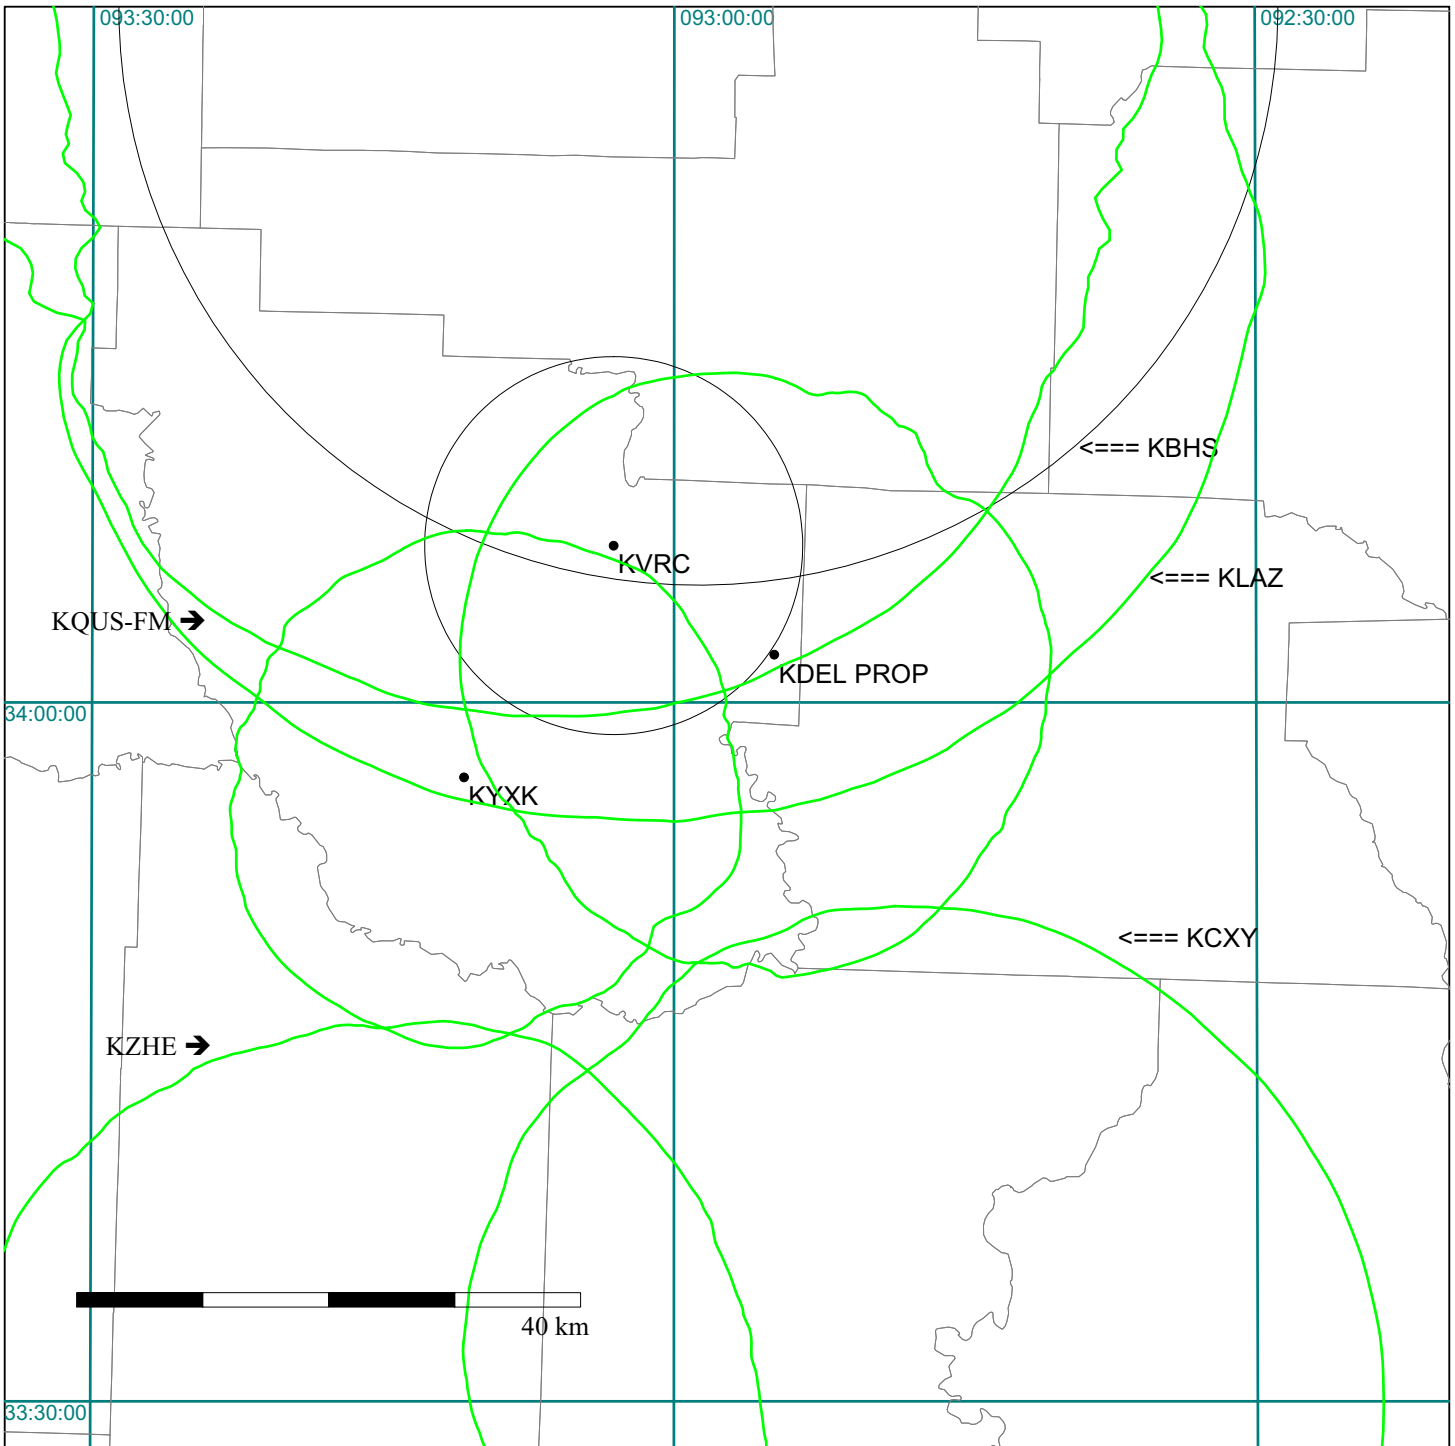 093:30:00
093:00:00
092:30:00
<=== KBHS
KVRC
<=== KLAZ
KQUS-FM ➔
KDEL PROP
34:00:00
KYXK
<=== KCXY
KZHE ➔
40 km
33:30:00